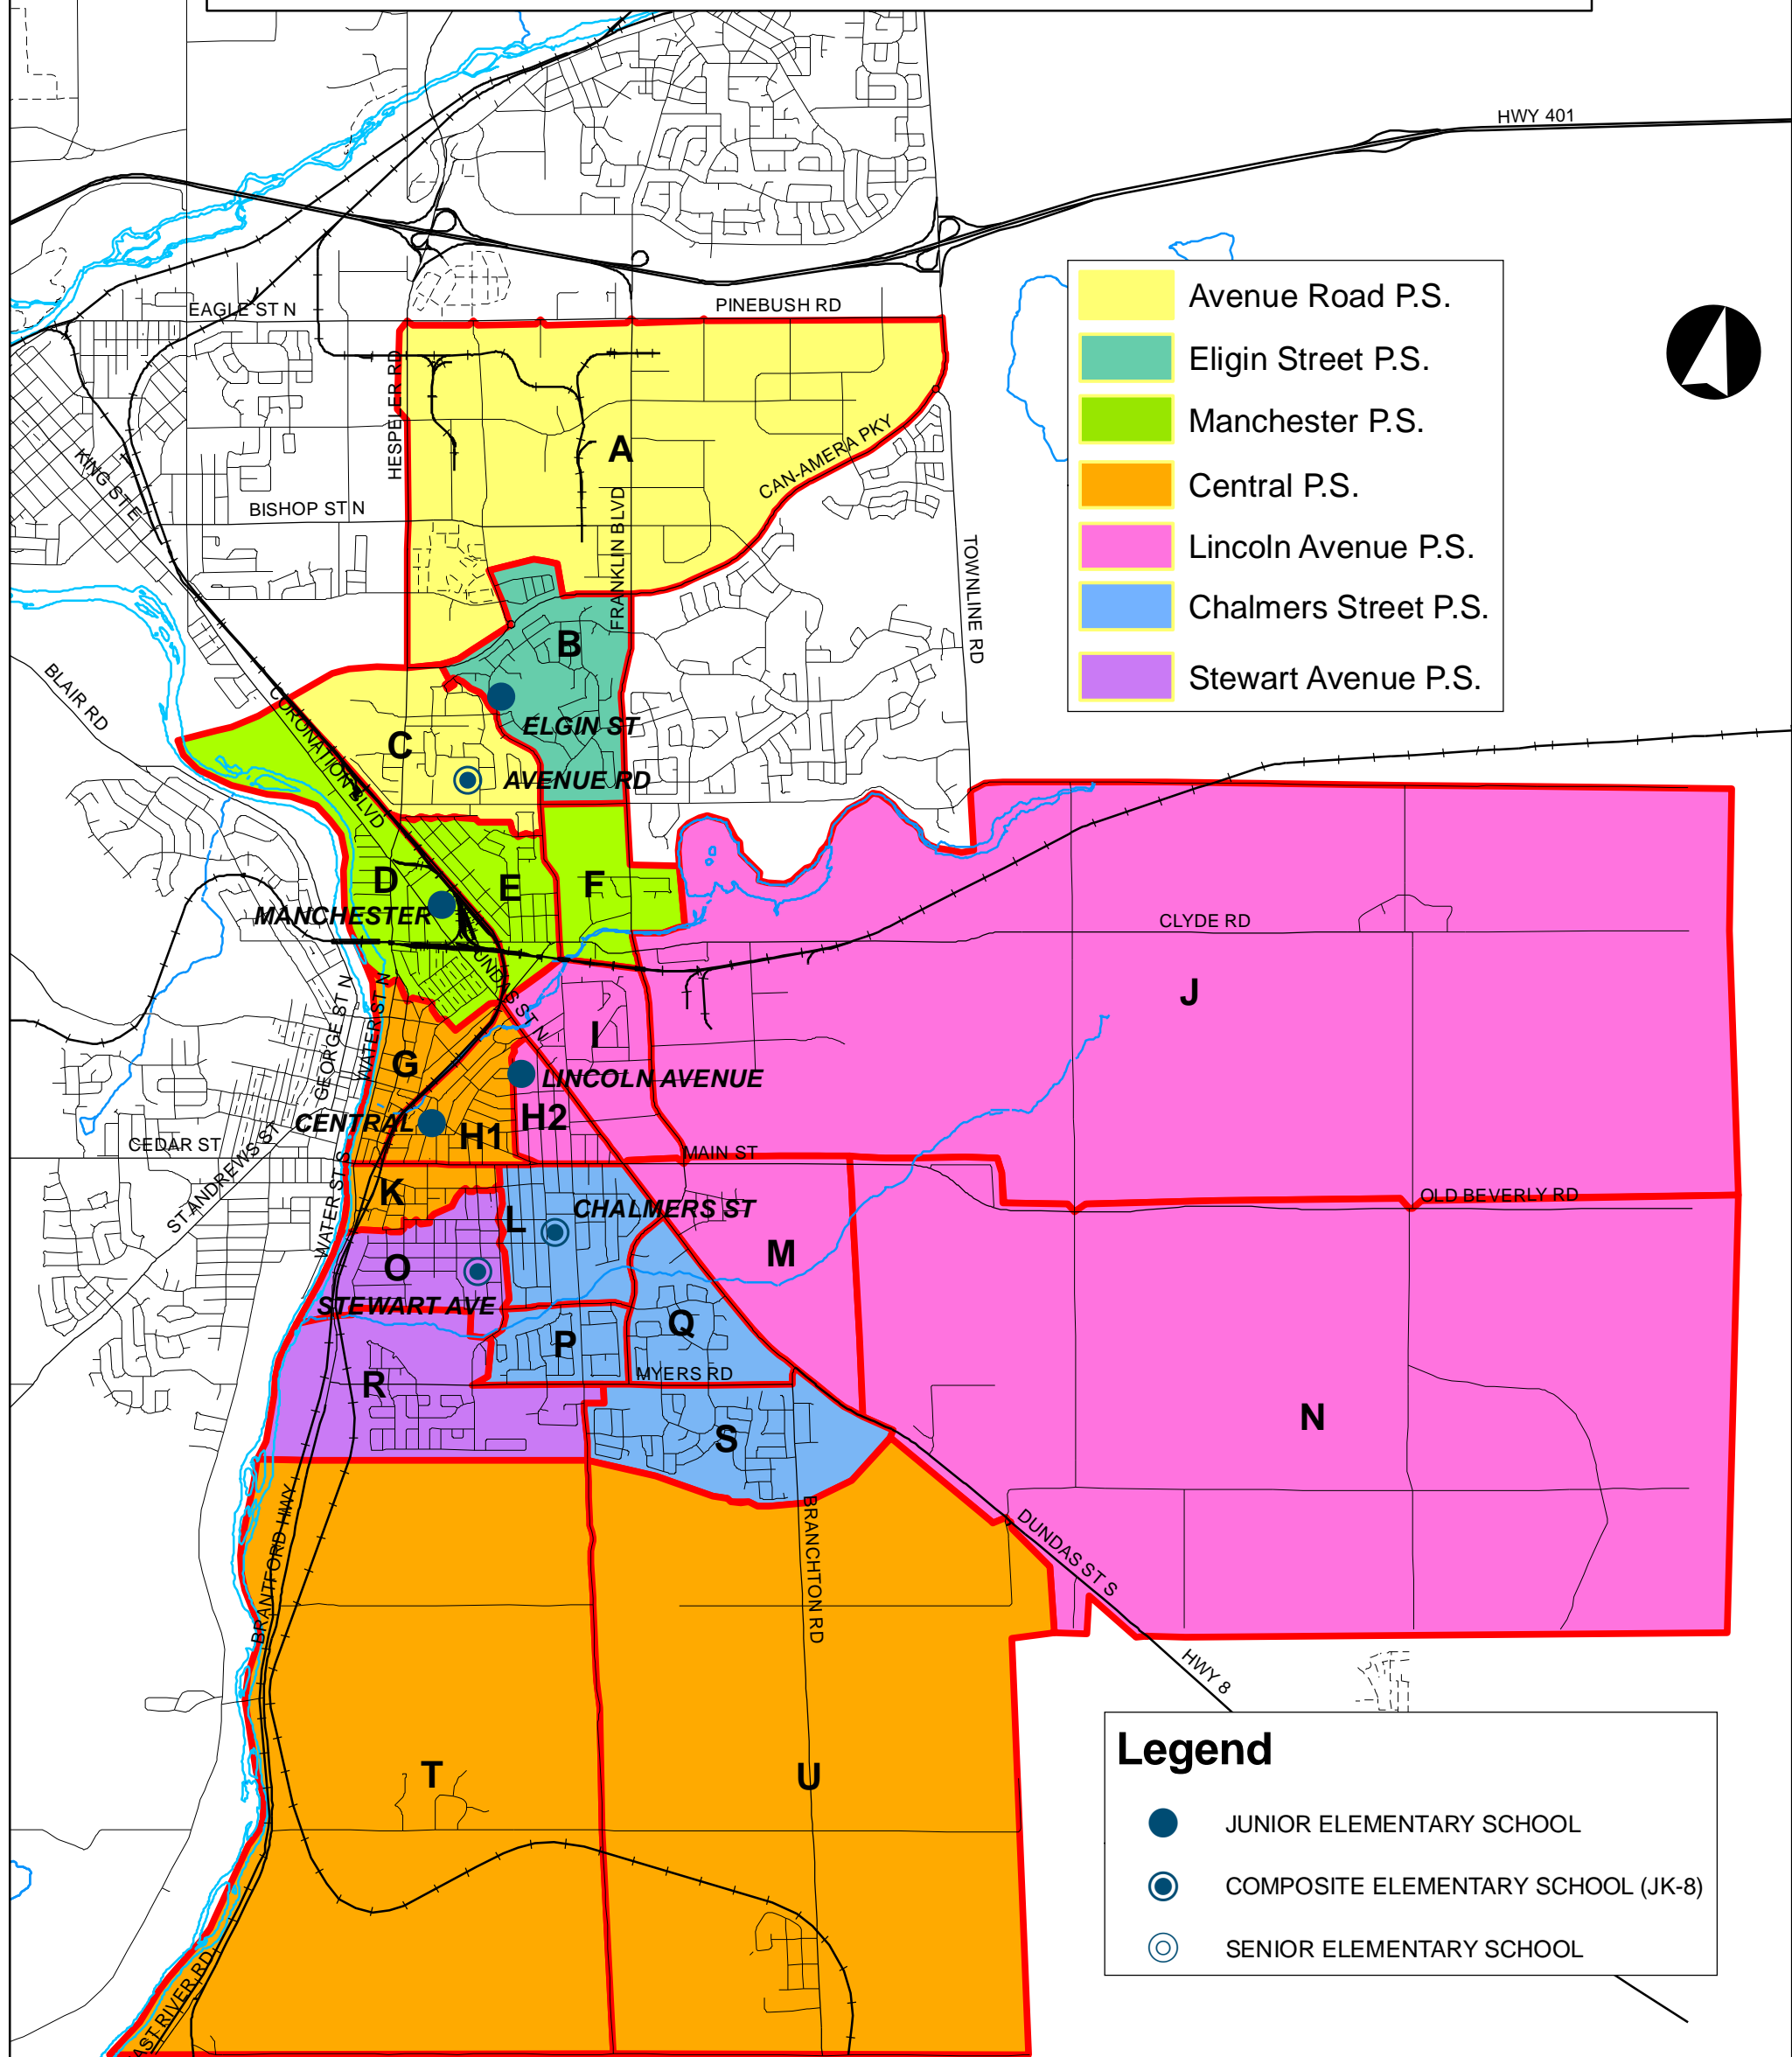 HWY 401
EAGLE ST N
PINEBUSH RD
Avenue Road P.S.
Eligin Street P.S.
Manchester P.S.
Central P.S.
Lincoln Avenue P.S.
Chalmers Street P.S.
Stewart Avenue P.S.
HESPELER RD
A
CAN-AMERA PKY
KING ST E
BISHOP ST N
FRANKLIN BLVD
TOWNLINE RD
B
BLAIR RD
CORONATION BLVD
ELGIN ST
C
AVENUE RD
D
E
F
MANCHESTER
CLYDE RD
DUNDAS ST N
J
GEORGE ST N
WATER ST N
I
G
LINCOLN AVENUE
CENTRAL
H1
H2
CEDAR ST
ST ANDREWS ST
MAIN ST
WATER ST S
K
OLD BEVERLY RD
L
CHALMERS ST
M
O
STEWART AVE
P
Q
MYERS RD
R
N
S
BRANTFORD HWY
BRANCHTON RD
DUNDAS ST S
HWY 8
T
U
EAST RIVER RD
Legend
JUNIOR ELEMENTARY SCHOOL
COMPOSITE ELEMENTARY SCHOOL (JK-8)
SENIOR ELEMENTARY SCHOOL